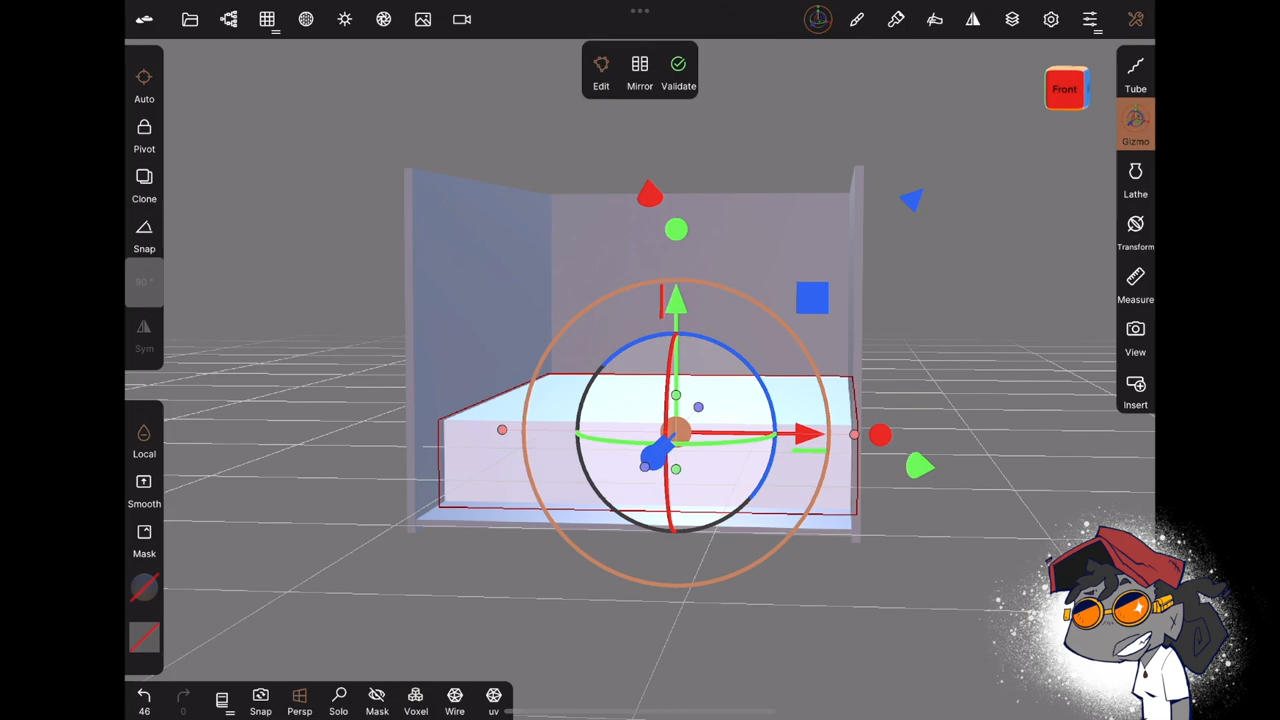 Edit
Mirror
Validate
Front
Auto
Pivot
Clone
Snap
90 °
Sym
Local
Smooth
Mask
Tube
Gizmo
Lathe
Transform
Measure
View
Insert
46
0
Snap
Persp
Solo
Mask
Voxel
Wire
uv